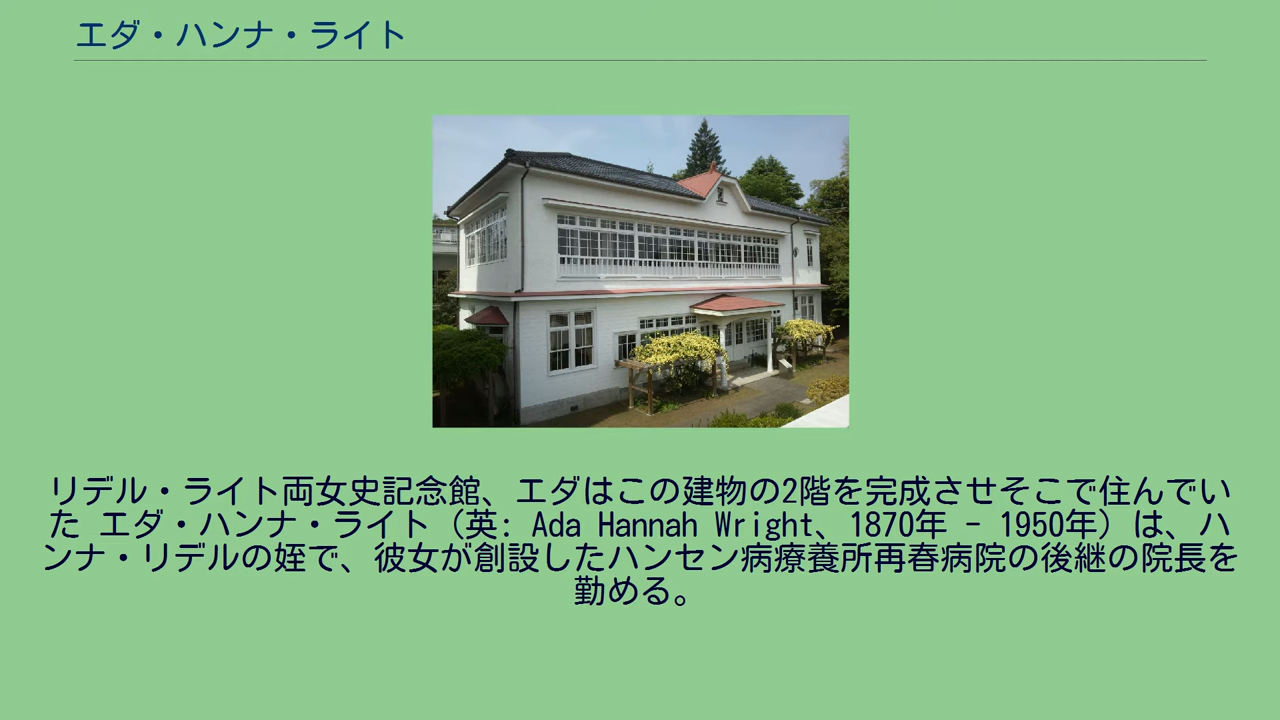 エダ・ハンナ・ライト
リデル・ライト両女史記念館、エダはこの建物の2階を完成させそこで住んでい
た エダ・ハンナ・ライト（英: Ada Hannah Wright、1870年 - 1950年）は、ハ
ンナ・リデルの姪で、彼女が創設したハンセン病療養所再春病院の後継の院長を
勤める。